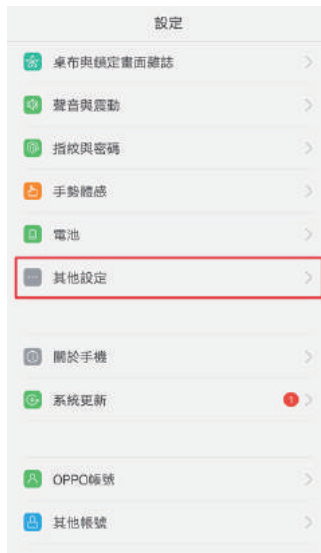 設定
桌布與鎖定畫面雜誌
聲音與震動
指紋與密碼
手勢體感
電池
其他設定
關於手機
系統更新
1
OPPO帳號
其他帳號